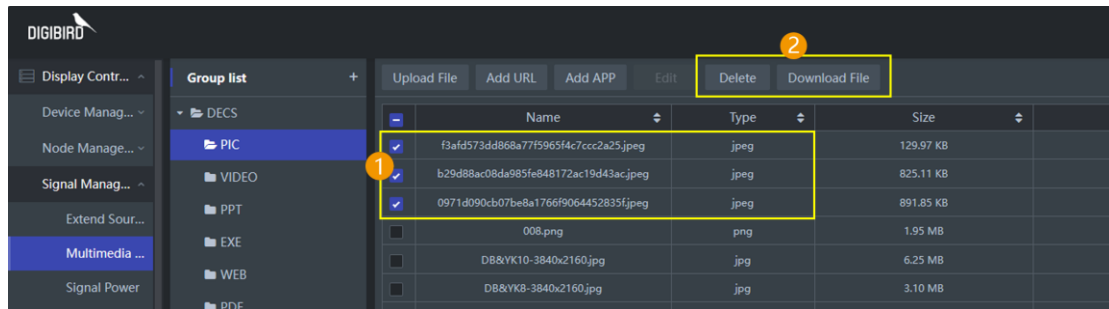 DIGIBIRD
2
Display Contr...
Group list +
Upload File Add URL Add APP Edit Delete Download File
Device Manag...
DECS
Name Type Size
Node Manage...
PIC
1
f3afd573dd868a77f5965f4c7ccc2a25.jpeg jpeg 129.97 KB
Signal Manag...
VIDEO
b29d88ac08da985fe848172ac19d43ac.jpeg jpeg 825.11 KB
Extend Sour...
PPT
0971d090cb07be8a1766f9064452835f.jpeg jpeg 891.85 KB
EXE
008.png png 1.95 MB
Multimedia ...
WEB
DB&YK10-3840x2160.jpg jpg 6.25 MB
Signal Power
PDF
DB&YK8-3840x2160.jpg jpg 3.10 MB